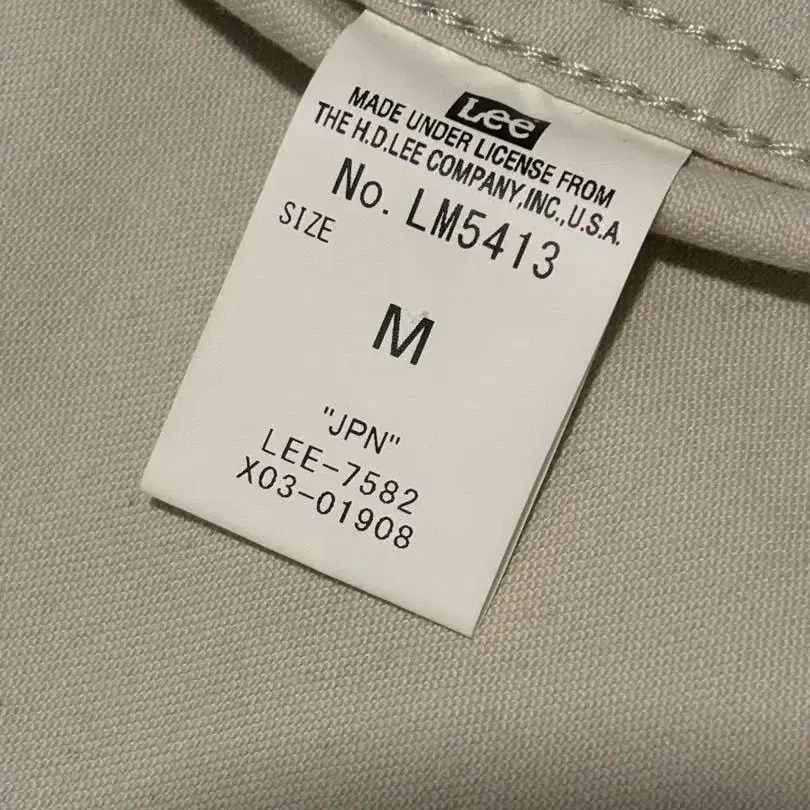 Lee
MADE UNDER LICENSE FROM
THE H.D.LEE COMPANY,INC.,U.S.A.
No. LM5413
SIZE
M
"JPN"
LEE-7582
X03-01908